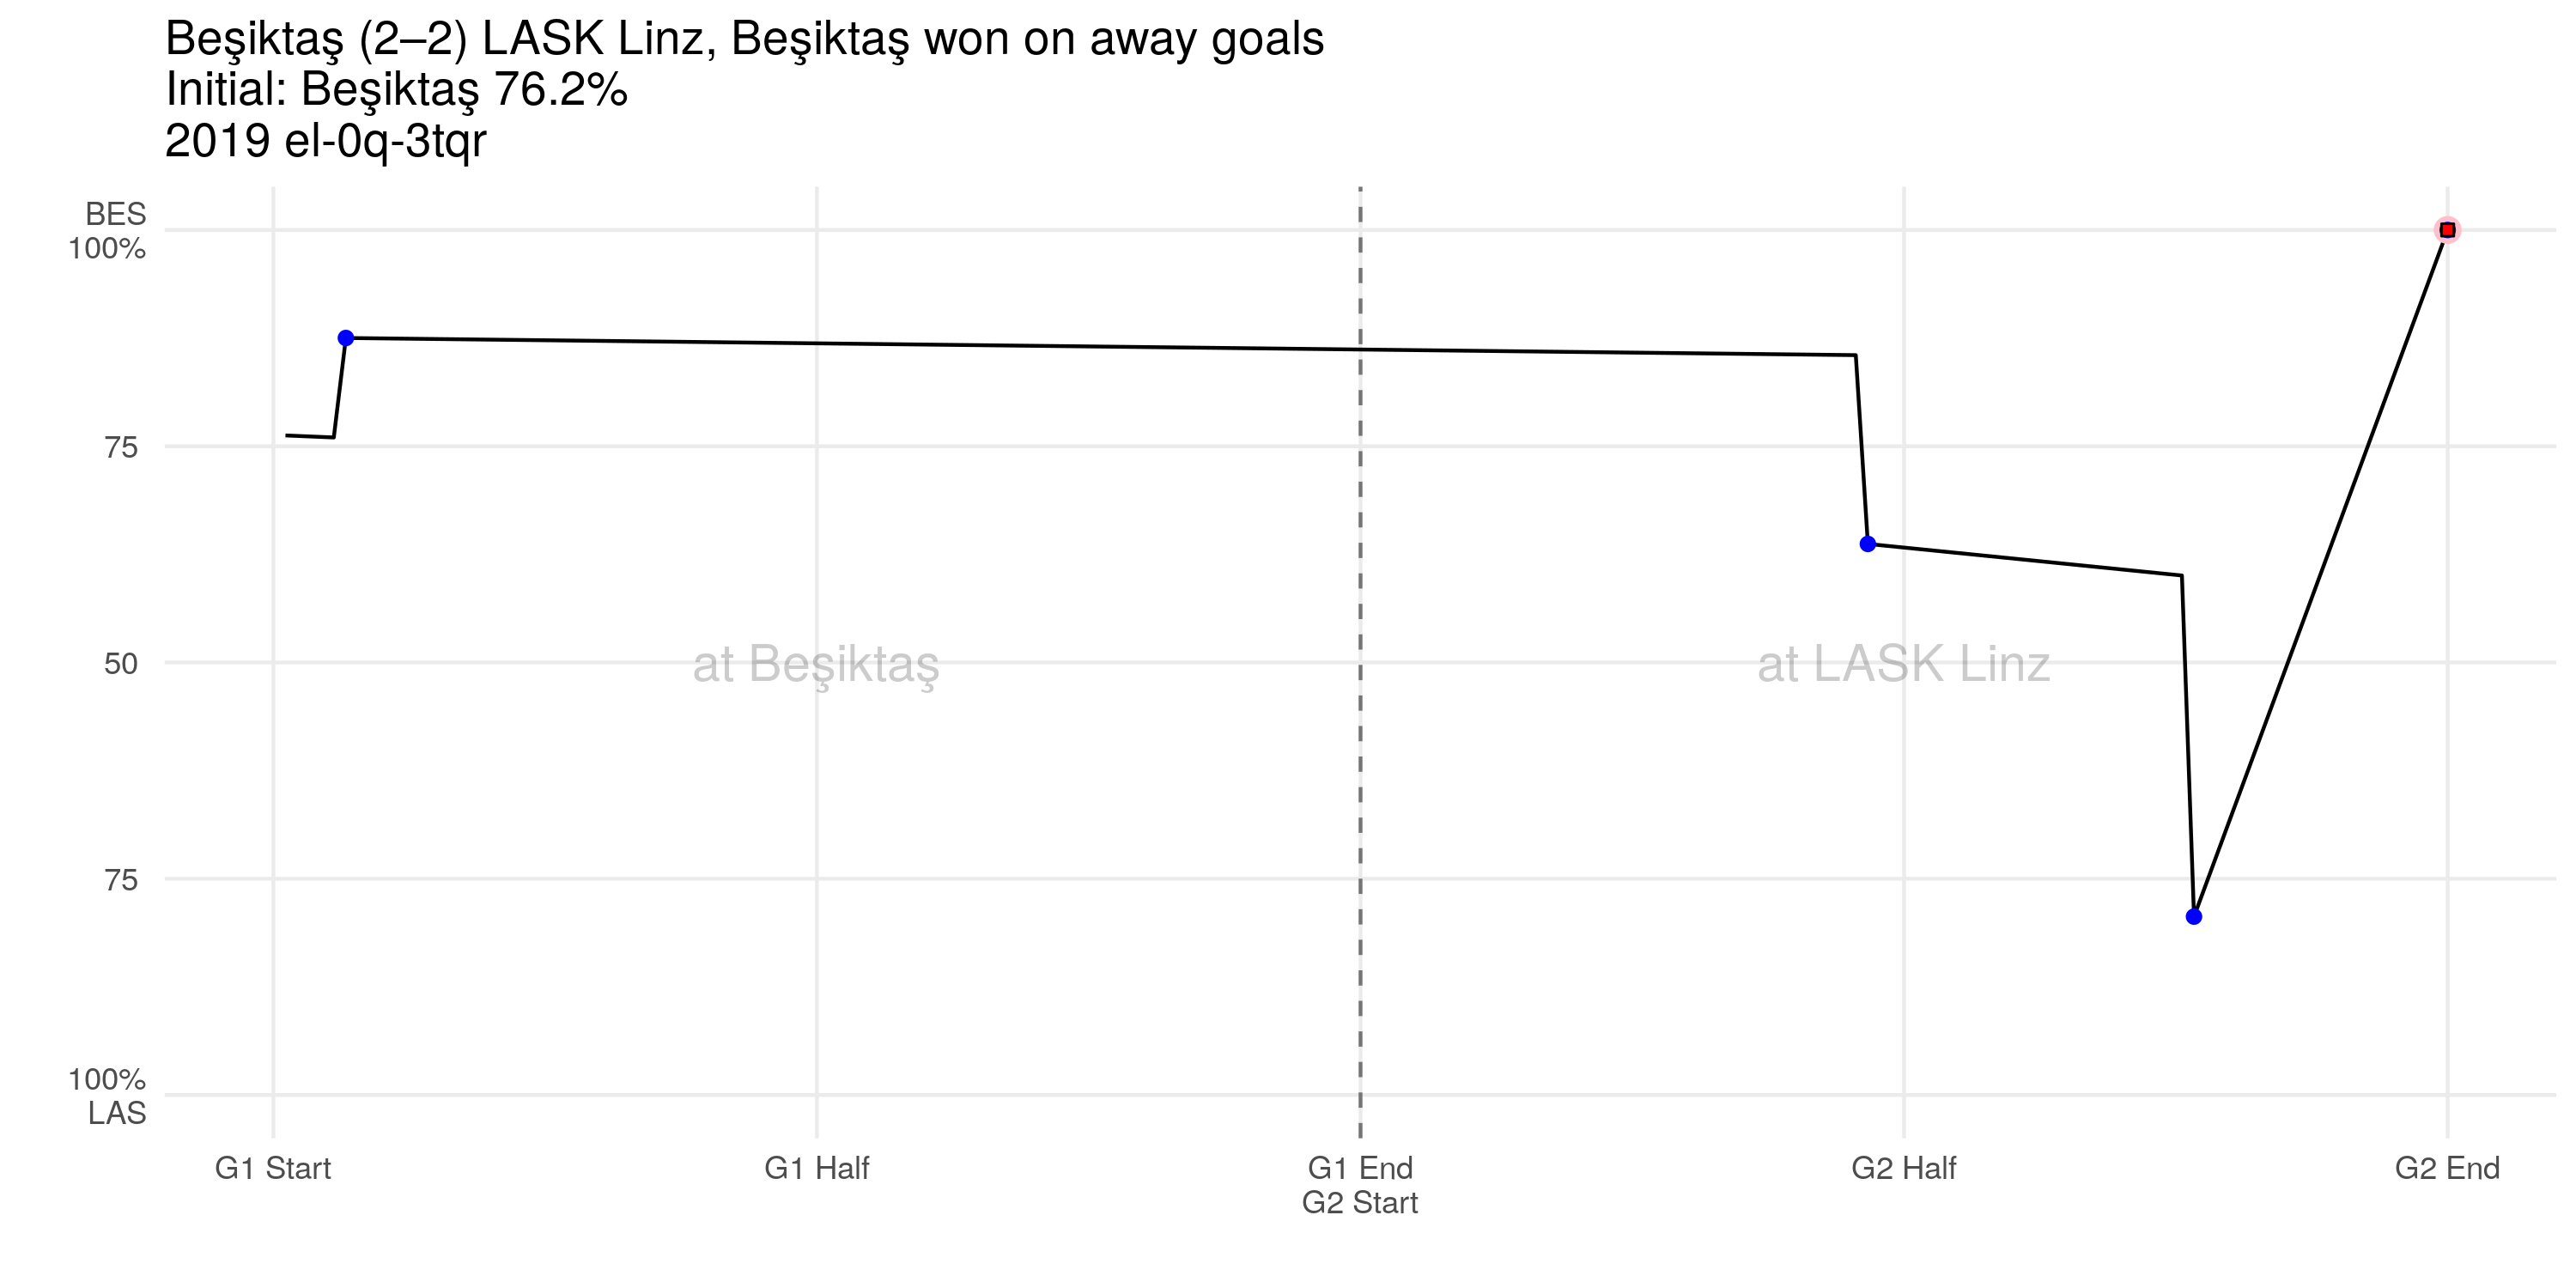 Beşiktaş (2–2) LASK Linz, Beşiktaş won on away goals
Initial: Beşiktaş 76.2%
2019 el-0q-3tqr
BES
100%
75
50
75
100%
LAS
at Beşiktaş
at LASK Linz
G1 Start
G1 Half
G1 End
G2 Start
G2 Half
G2 End